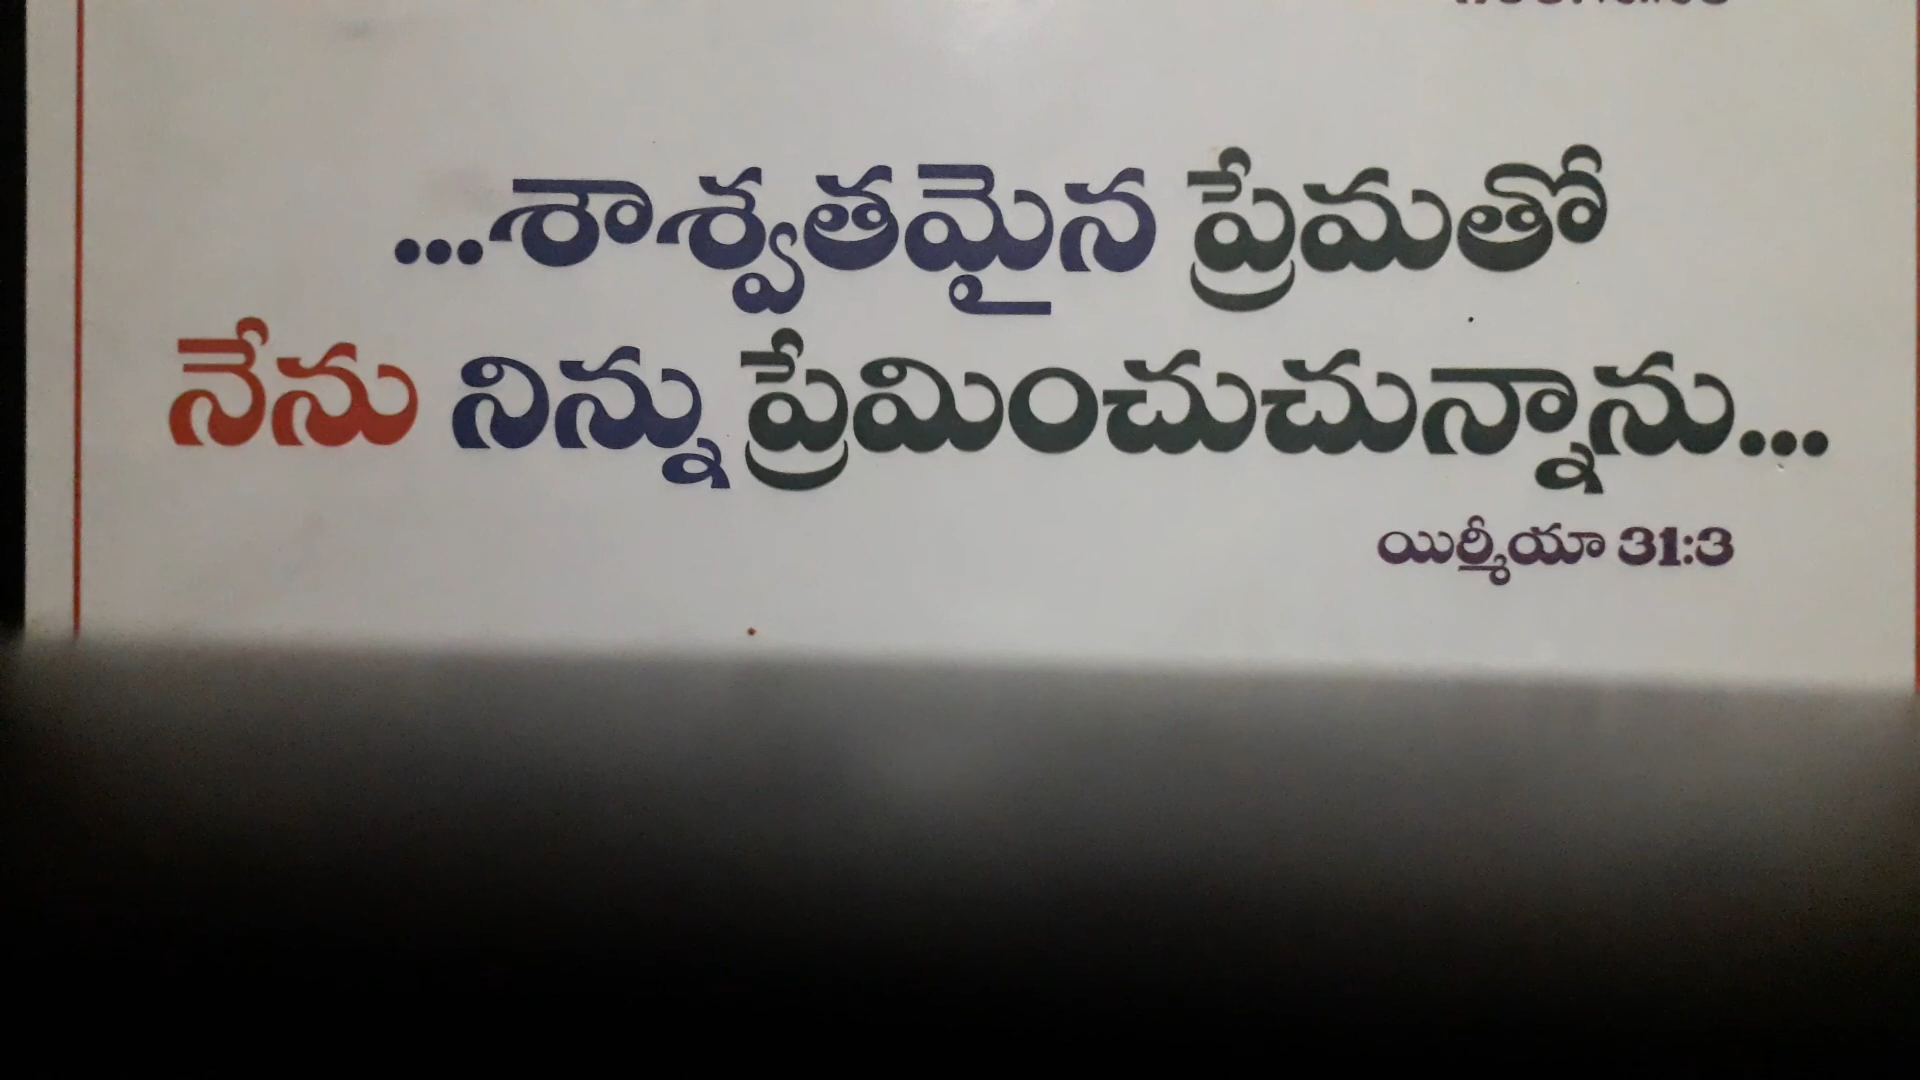 ...శాశ్వతమైన ప్రేమతో
నేను నిన్ను ప్రేమించుచున్నాను...
యిర్మీయా 31:3